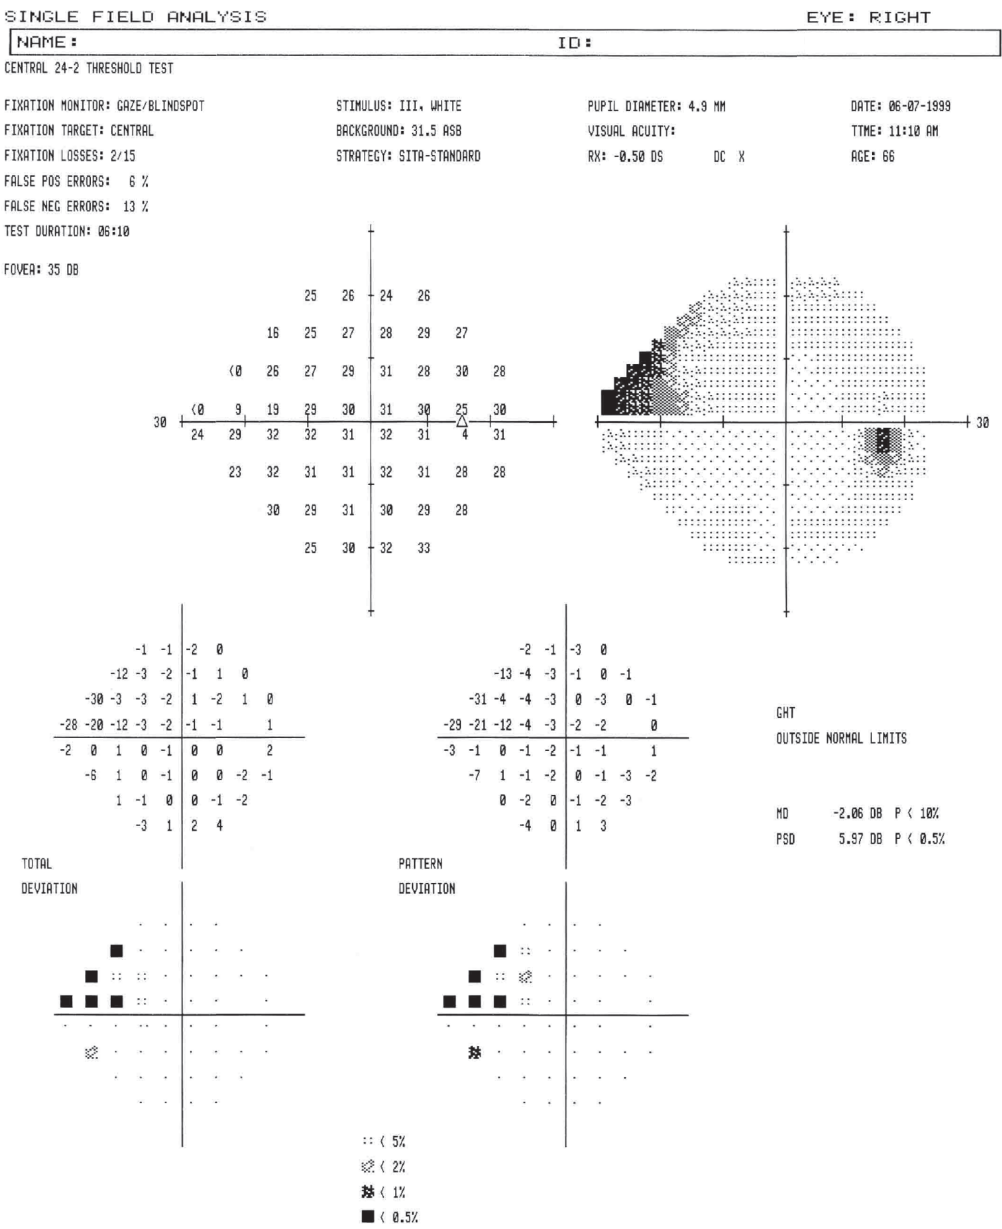 SINGLE FIELD ANALYSIS EYE: RIGHT
NAME: ID:
CENTRAL 24-2 THRESHOLD TEST
FIXATION MONITOR: GAZE/BLINDSPOT STIMULUS: III, WHITE PUPIL DIAMETER: 4.9 MM DATE: 06-07-1999
FIXATION TARGET: CENTRAL BACKGROUND: 31.5 ASB VISUAL ACUITY: TTME: 11:10 AM
FIXATION LOSSES: 2/15 STRATEGY: SITA-STANDARD RX: -0.50 DS DC X AGE: 66
FALSE POS ERRORS: 6 %
FALSE NEG ERRORS: 13 %
TEST DURATION: 06:10
FOVEA: 35 DB
25 26 24 26
16 25 27 28 29 27
<0 26 27 29 31 28 30 28
<0 9 19 29 30 31 30 25 30
30 30 30
24 29 32 32 31 32 31 4 31
23 32 31 31 32 31 28 28
30 29 31 30 29 28
25 30 32 33
-1 -1 -2 0 -2 -1 -3 0
-12 -3 -2 -1 1 0 -13 -4 -3 -1 0 -1
-30 -3 -3 -2 1 -2 1 0 -31 -4 -4 -3 0 -3 0 -1
-28 -20 -12 -3 -2 -1 -1 1 -29 -21 -12 -4 -3 -2 -2 0
GHT
-2 0 1 0 -1 0 0 2 -3 -1 0 -1 -2 -1 -1 1
OUTSIDE NORMAL LIMITS
-6 1 0 -1 0 0 -2 -1 -7 1 -1 -2 0 -1 -3 -2
1 -1 0 0 -1 -2 0 -2 0 -1 -2 -3
MD -2.06 DB P < 10%
-3 1 2 4 -4 0 1 3
PSD 5.97 DB P < 0.5%
TOTAL PATTERN
DEVIATION DEVIATION
< 5%
< 2%
< 1%
< 0.5%